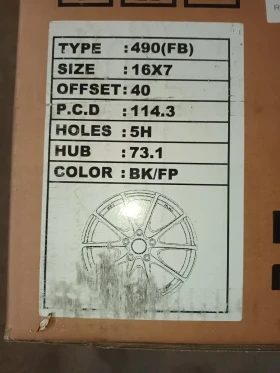 TYPE : 490(FB)
SIZE : 16X7
OFFSET : 40
P.C.D : 114.3
HOLES : 5H
HUB : 73.1
COLOR : BK/FP